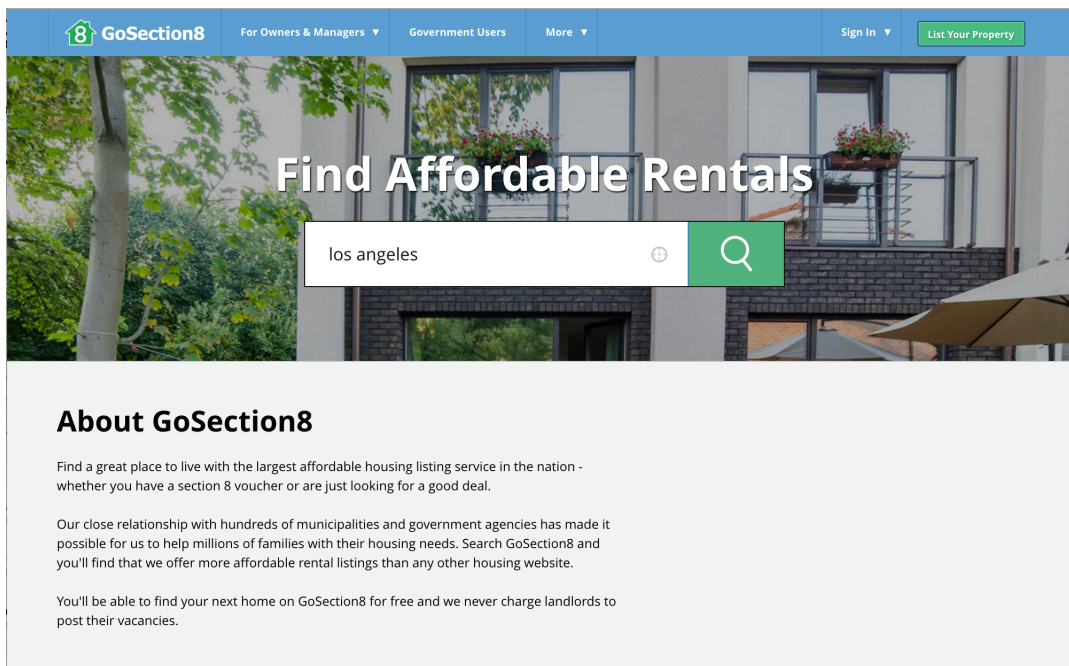 8 GoSection8 For Owners & Managers ▼ Government Users More ▼ Sign In ▼ List Your Property
Find Affordable Rentals
los angeles
About GoSection8
Find a great place to live with the largest affordable housing listing service in the nation -
whether you have a section 8 voucher or are just looking for a good deal.
Our close relationship with hundreds of municipalities and government agencies has made it
possible for us to help millions of families with their housing needs. Search GoSection8 and
you'll find that we offer more affordable rental listings than any other housing website.
You'll be able to find your next home on GoSection8 for free and we never charge landlords to
post their vacancies.